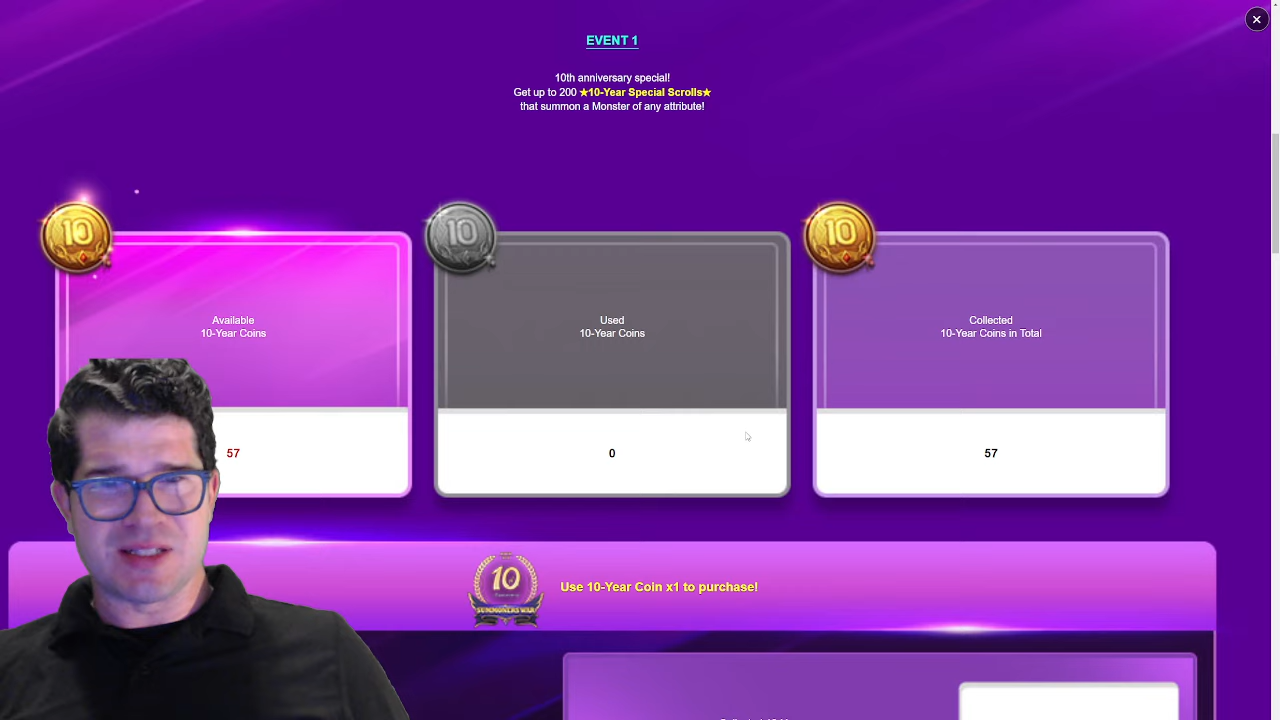 EVENT 1
10th anniversary special!
Get up to 200 ★10-Year Special Scrolls★
that summon a Monster of any attribute!
10
10
10
Available
10-Year Coins
Used
10-Year Coins
Collected
10-Year Coins in Total
57
0
57
10
SUMMONERS WAR
Use 10-Year Coin x1 to purchase!